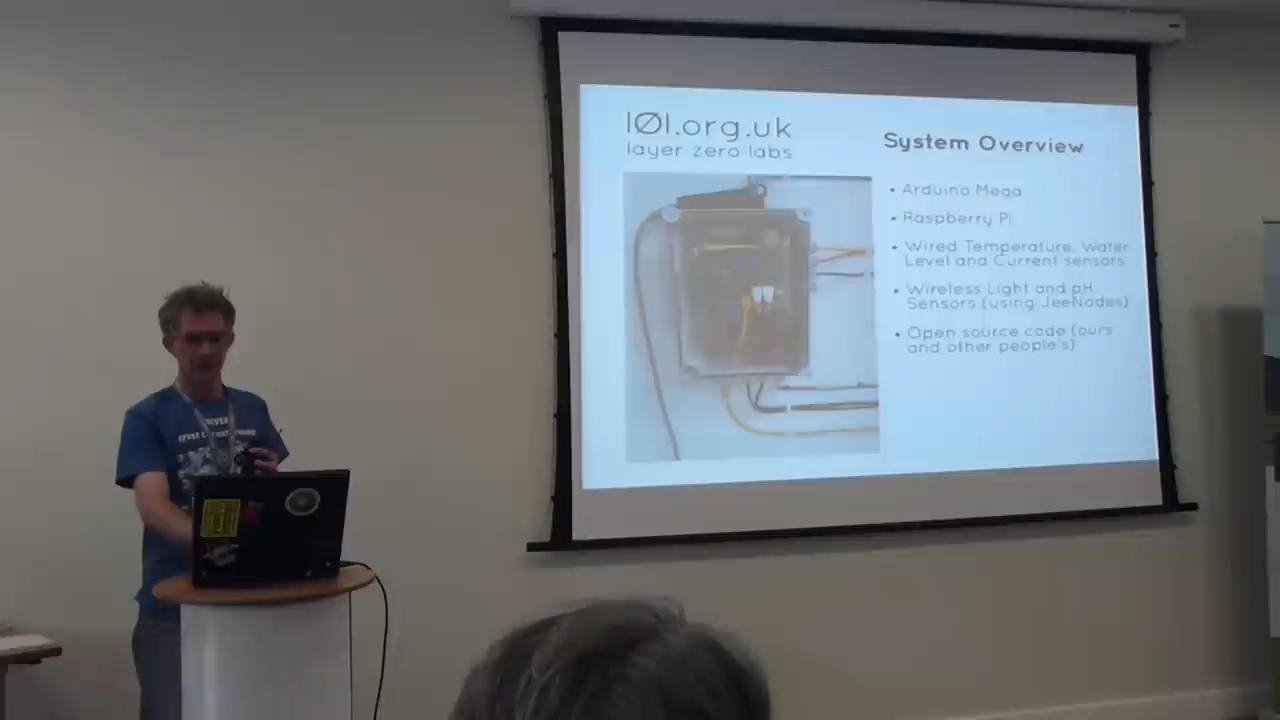 lØl.org.uk
layer zero labs
System Overview
• Arduino Mega
• Raspberry Pi
• Wired Temperature, Water
Level and Current sensors
• Wireless Light and pH
Sensors (using JeeNodes)
• Open source code (ours
and other people's)